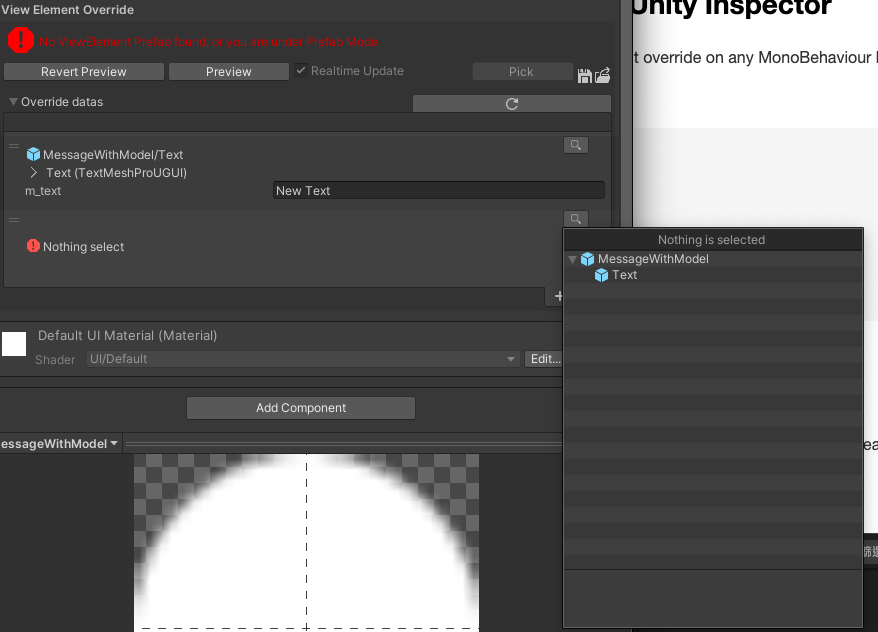 View Element Override
Unity Inspector
No ViewElement Prefab found, or you are under Prefab Mode.
t override on any MonoBehaviour
Revert Preview
Preview
Realtime Update
Pick
Override datas
MessageWithModel/Text
Text (TextMeshProUGUI)
m_text
New Text
Nothing select
Nothing is selected
MessageWithModel
Text
Default UI Material (Material)
Shader
UI/Default
Edit...
Add Component
essageWithModel
ea